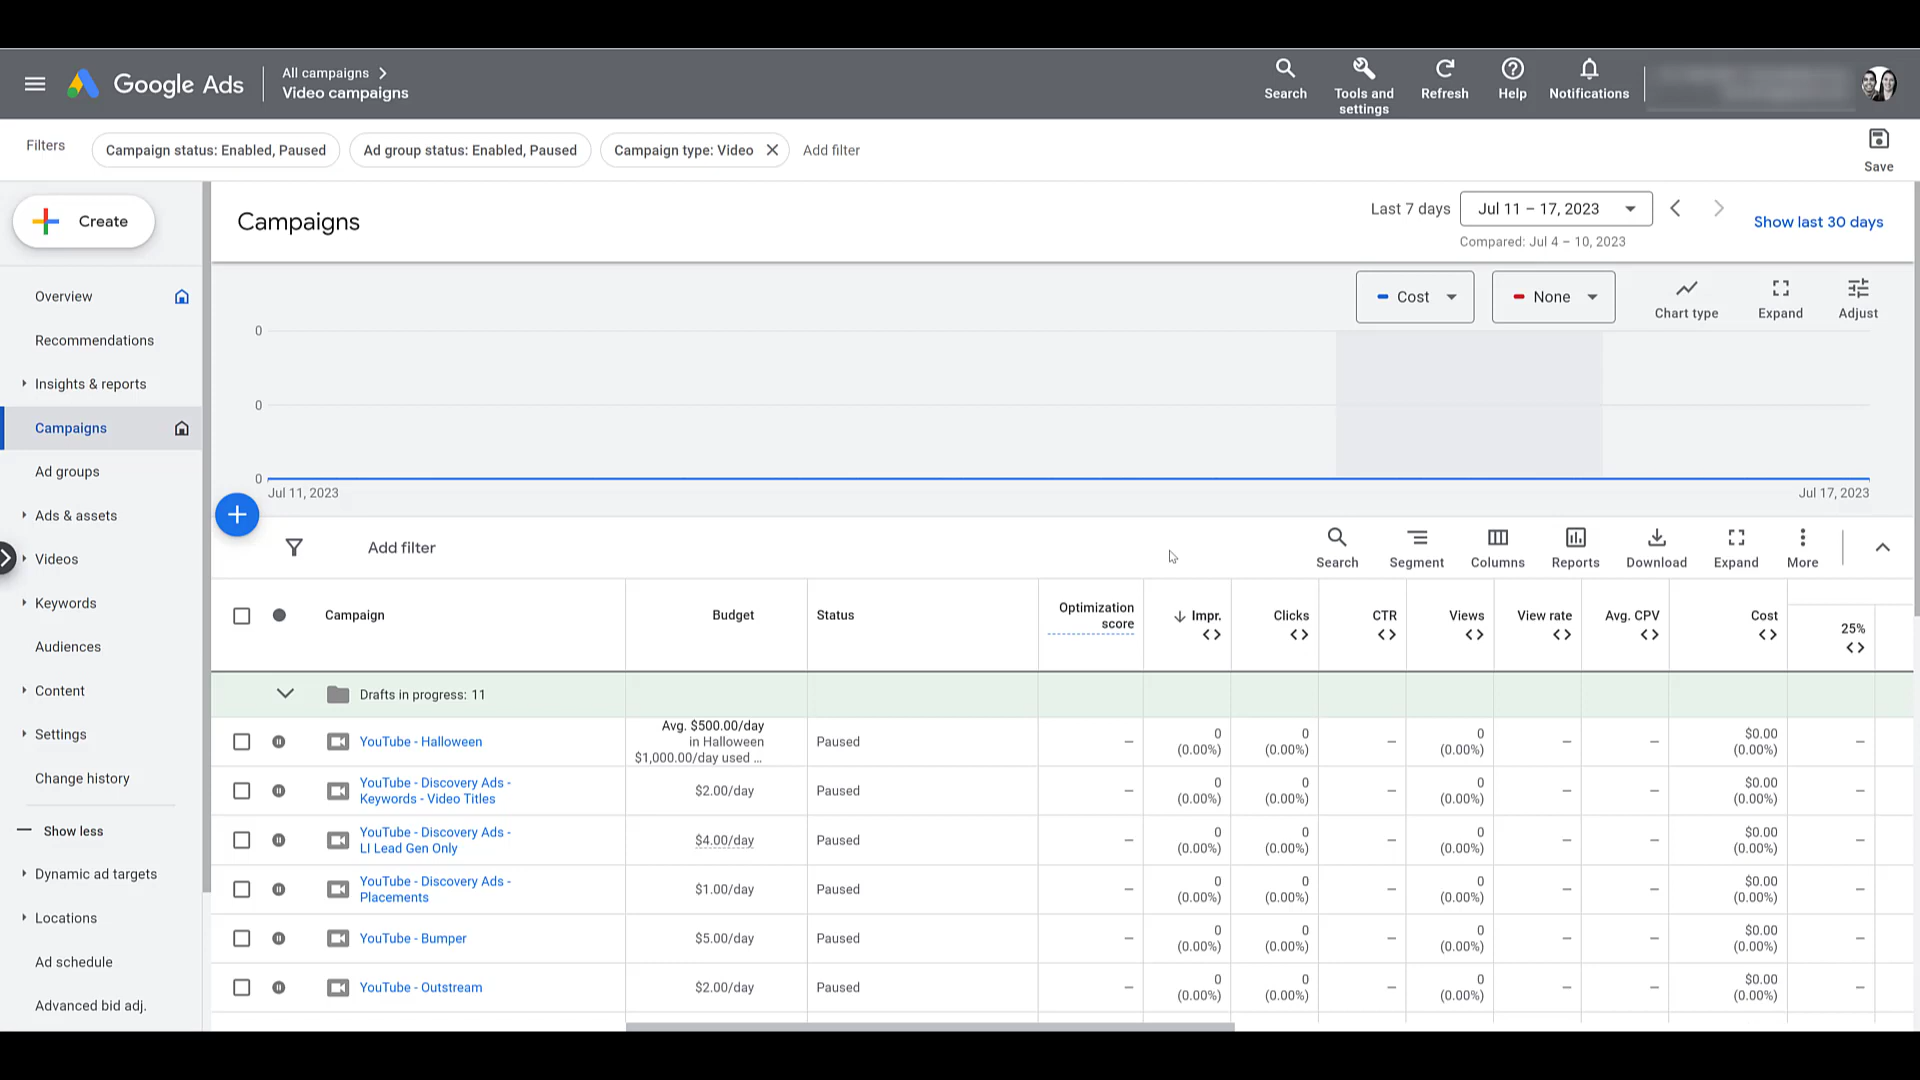 Google Ads
All campaigns
Video campaigns
Search
Tools and settings
Refresh
Help
Notifications
Filters
Campaign status: Enabled, Paused
Ad group status: Enabled, Paused
Campaign type: Video
Add filter
Save
Create
Campaigns
Last 7 days
Jul 11 – 17, 2023
Compared: Jul 4 – 10, 2023
Show last 30 days
Overview
Recommendations
Insights & reports
Campaigns
Ad groups
Ads & assets
Videos
Keywords
Audiences
Content
Settings
Change history
Show less
Dynamic ad targets
Locations
Ad schedule
Advanced bid adj.
Cost
None
Chart type
Expand
Adjust
0
0
0
Jul 11, 2023
Jul 17, 2023
Add filter
Search
Segment
Columns
Reports
Download
Expand
More
Campaign Budget Status Optimization score Impr. Clicks CTR Views View rate Avg. CPV Cost 25%
Drafts in progress: 11
YouTube - Halloween
Avg. $500.00/day
in Halloween
$1,000.00/day used ...
Paused – 0 (0.00%) 0 (0.00%) – 0 (0.00%) – – $0.00 (0.00%) –
YouTube - Discovery Ads -
Keywords - Video Titles
$2.00/day Paused – 0 (0.00%) 0 (0.00%) – 0 (0.00%) – – $0.00 (0.00%) –
YouTube - Discovery Ads -
LI Lead Gen Only
$4.00/day Paused – 0 (0.00%) 0 (0.00%) – 0 (0.00%) – – $0.00 (0.00%) –
YouTube - Discovery Ads -
Placements
$1.00/day Paused – 0 (0.00%) 0 (0.00%) – 0 (0.00%) – – $0.00 (0.00%) –
YouTube - Bumper
$5.00/day Paused – 0 (0.00%) 0 (0.00%) – 0 (0.00%) – – $0.00 (0.00%) –
YouTube - Outstream
$2.00/day Paused – 0 (0.00%) 0 (0.00%) – 0 (0.00%) – – $0.00 (0.00%) –